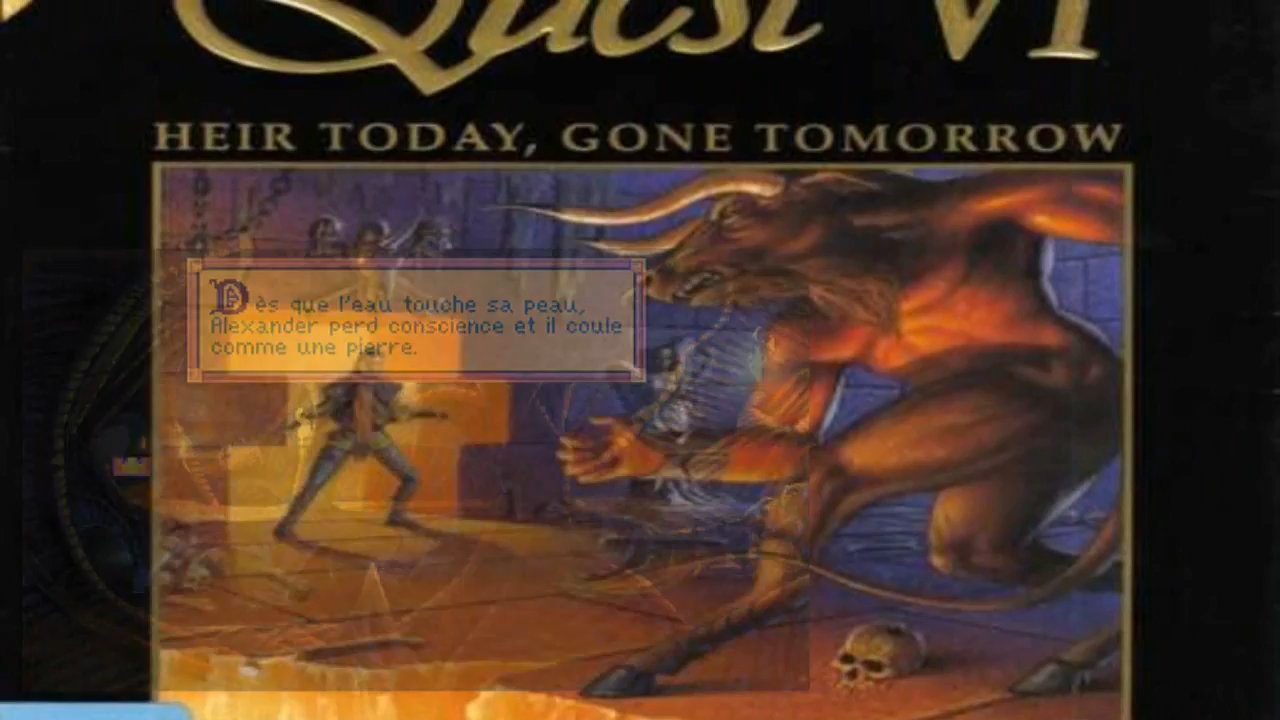 Quest VI
HEIR TODAY, GONE TOMORROW
Dès que l'eau touche sa peau,
Alexander perd conscience et il coule
comme une pierre.